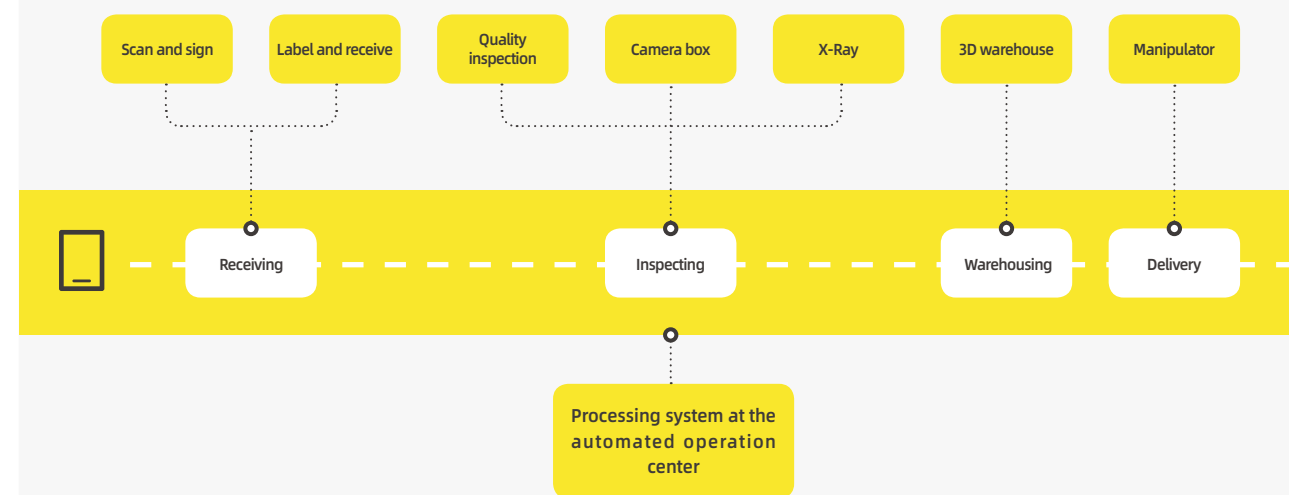 Scan and sign
Label and receive
Quality
inspection
Camera box
X-Ray
3D warehouse
Manipulator
Receiving
Inspecting
Warehousing
Delivery
Processing system at the
automated operation
center